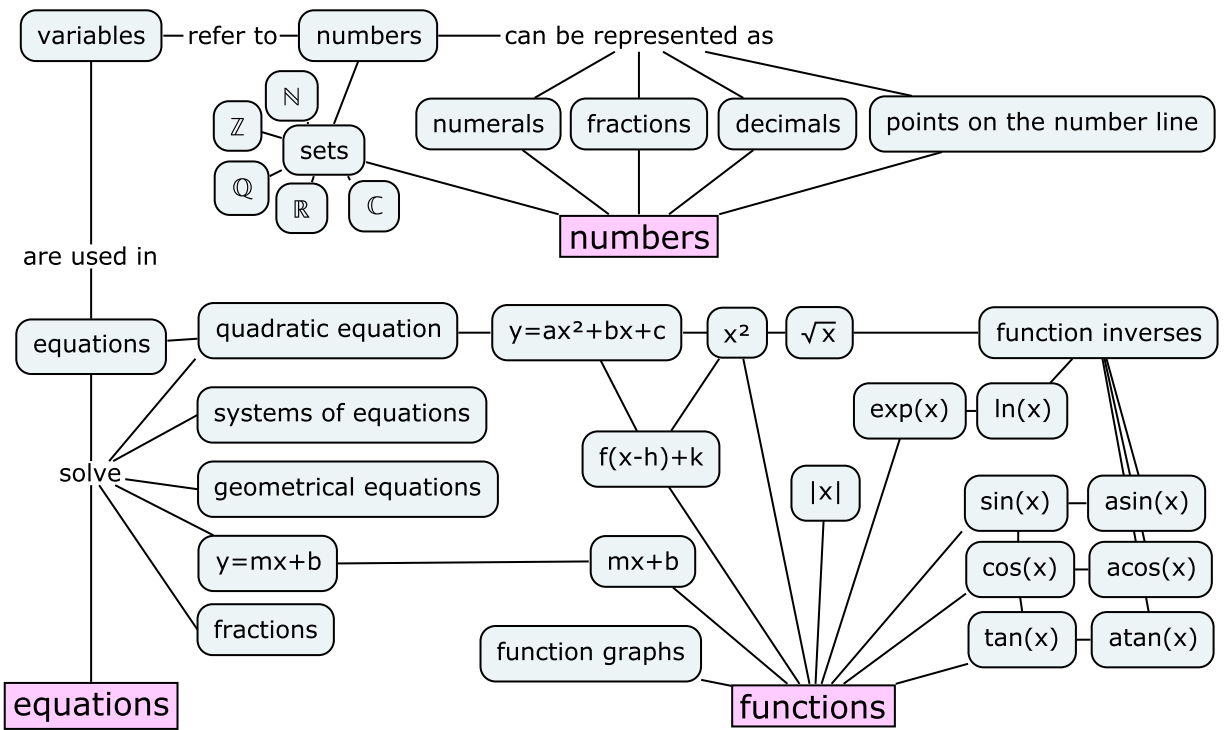 variables
refer to
numbers
can be represented as
ℕ
ℤ
sets
ℚ
ℝ
ℂ
numerals
fractions
decimals
points on the number line
numbers
are used in
equations
quadratic equation
y=ax²+bx+c
x²
√x
function inverses
systems of equations
exp(x)
ln(x)
f(x-h)+k
solve
geometrical equations
|x|
sin(x)
asin(x)
y=mx+b
mx+b
cos(x)
acos(x)
fractions
function graphs
tan(x)
atan(x)
equations
functions